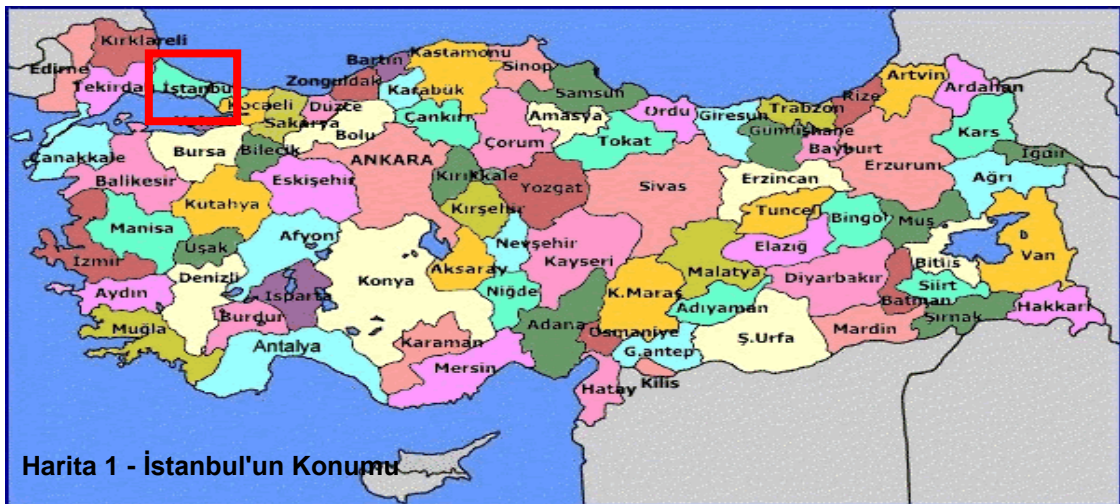 Kırklareli
Edirne
Tekirdağ
İstanbul
Kocaeli
Sakarya
Düzce
Zonguldak
Bartın
Karabük
Kastamonu
Sinop
Samsun
Ordu
Giresun
Trabzon
Rize
Artvin
Ardahan
Kars
Iğdır
Ağrı
Erzurum
Bayburt
Gümüşhane
Erzincan
Tokat
Amasya
Çorum
Çankırı
Bolu
Bilecik
Bursa
Çanakkale
Balikesir
Kutahya
Eskişehir
ANKARA
Kırıkkale
Yozgat
Sivas
Tuncel
Bingol
Muş
Bitlis
Van
Hakkari
Şırnak
Siirt
Batman
Diyarbakır
Elazığ
Malatya
Kayseri
Nevşehir
Kırşehir
Aksaray
Konya
Afyon
Uşak
Manisa
İzmir
Aydın
Denizli
Isparta
Burdur
Muğla
Antalya
Karaman
Mersin
Niğde
Adana
Osmaniye
K.Maraş
Adıyaman
Ş.Urfa
Mardin
G.antep
Kilis
Hatay
Harita 1 - İstanbul'un Konumu